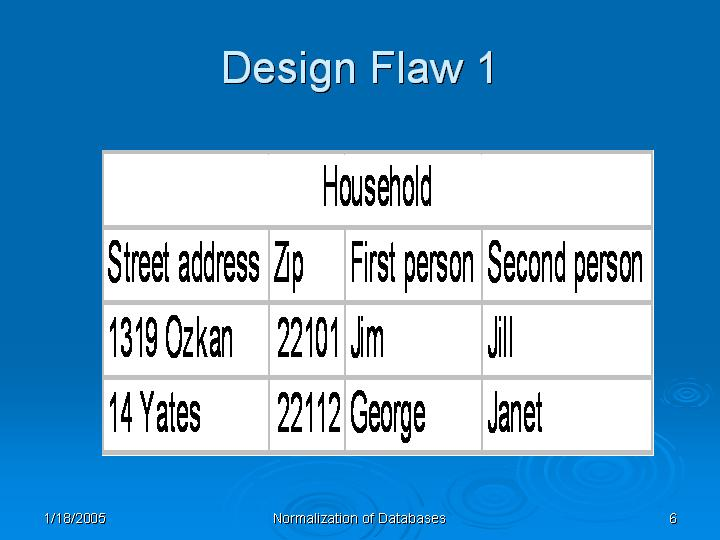 Design Flaw 1
Household
Street address Zip First person Second person
1319 Ozkan 22101 Jim Jill
14 Yates 22112 George Janet
1/18/2005 Normalization of Databases 6